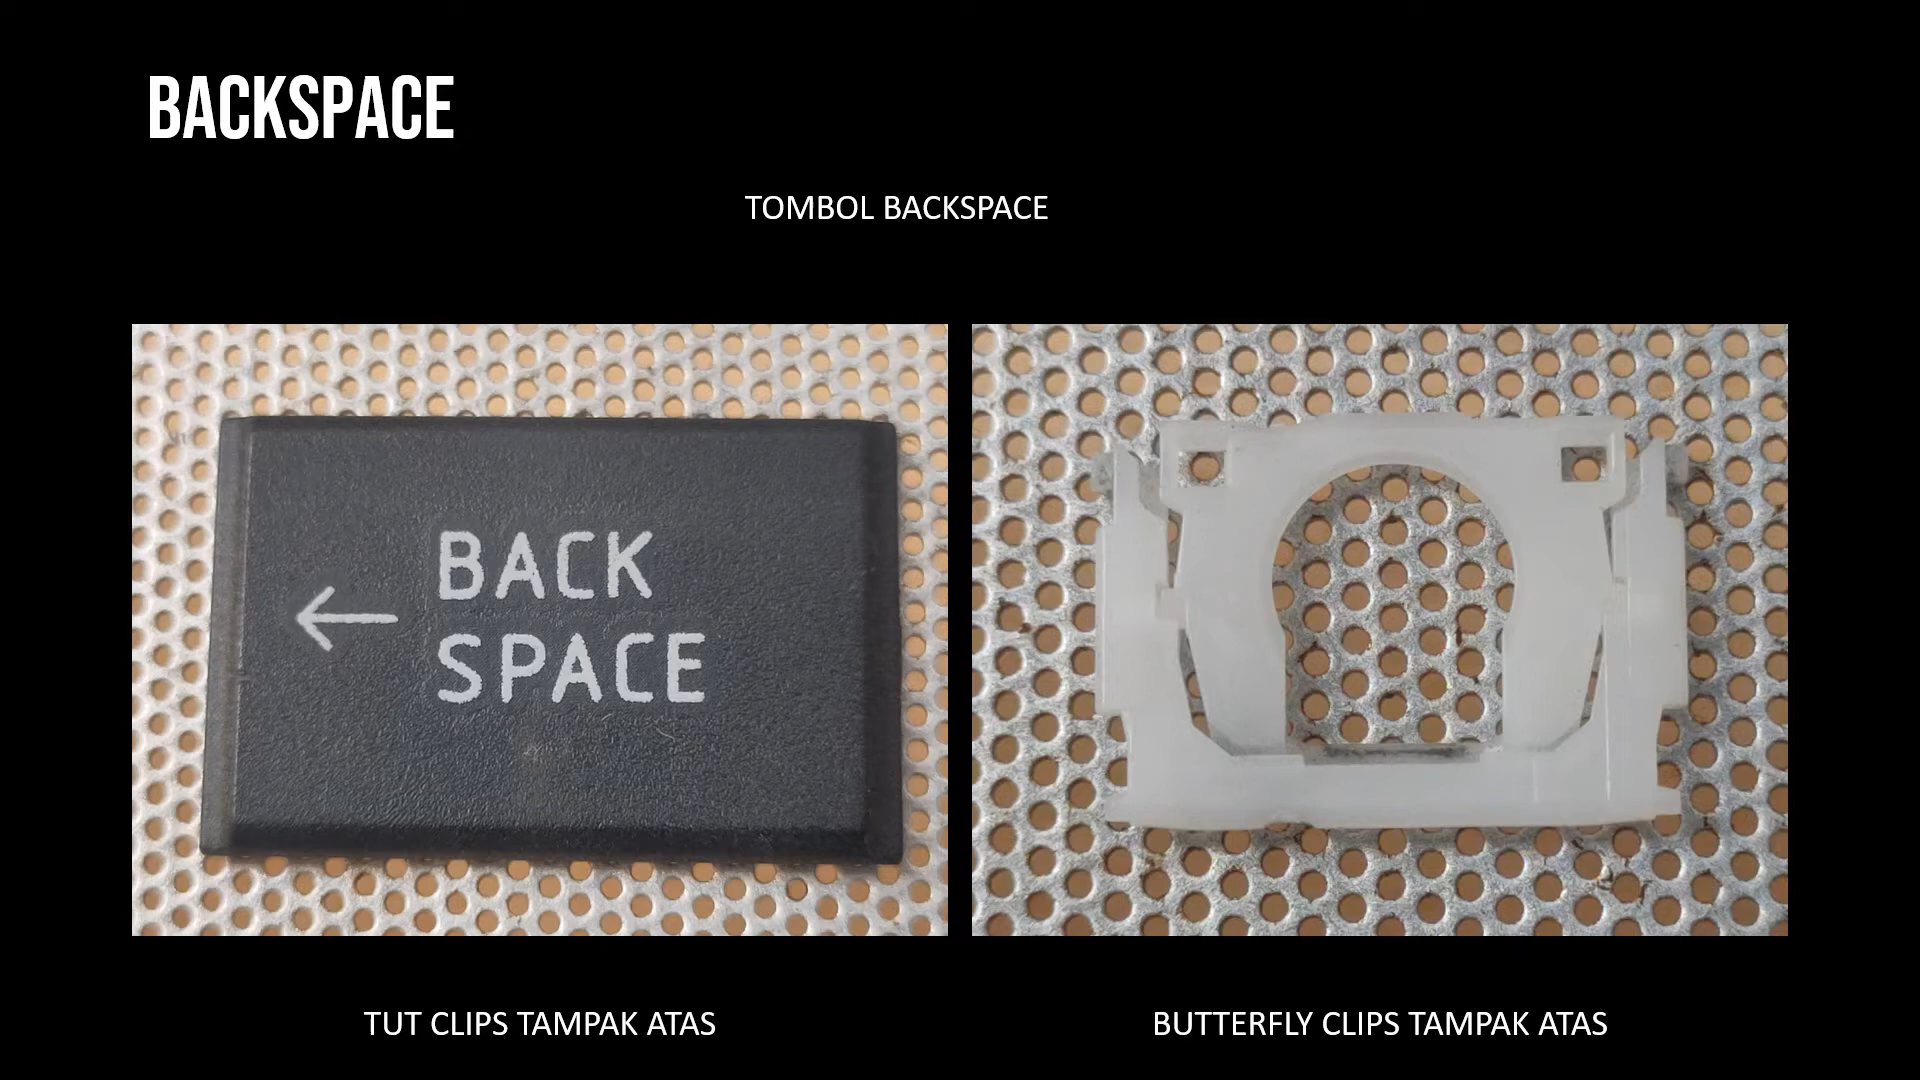 BACKSPACE
TOMBOL BACKSPACE
← BACK
SPACE
TUT CLIPS TAMPAK ATAS
BUTTERFLY CLIPS TAMPAK ATAS